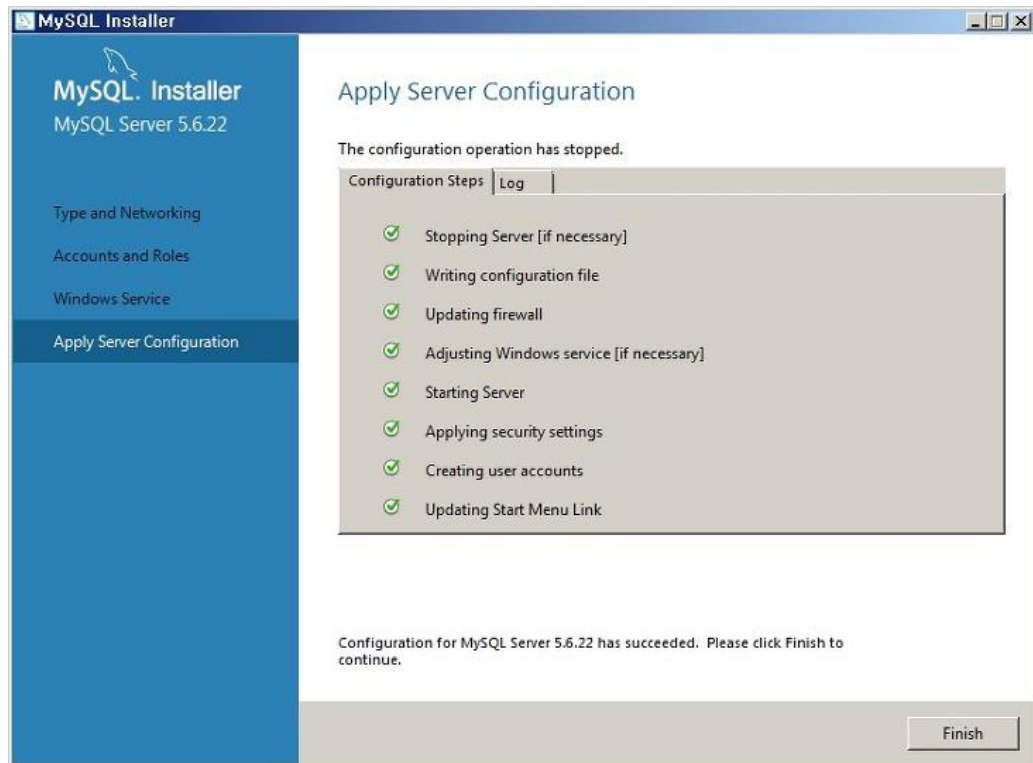 MySQL Installer
MySQL. Installer
MySQL Server 5.6.22
Type and Networking
Accounts and Roles
Windows Service
Apply Server Configuration
Apply Server Configuration
The configuration operation has stopped.
Configuration Steps
Log
Stopping Server [if necessary]
Writing configuration file
Updating firewall
Adjusting Windows service [if necessary]
Starting Server
Applying security settings
Creating user accounts
Updating Start Menu Link
Configuration for MySQL Server 5.6.22 has succeeded. Please click Finish to
continue.
Finish